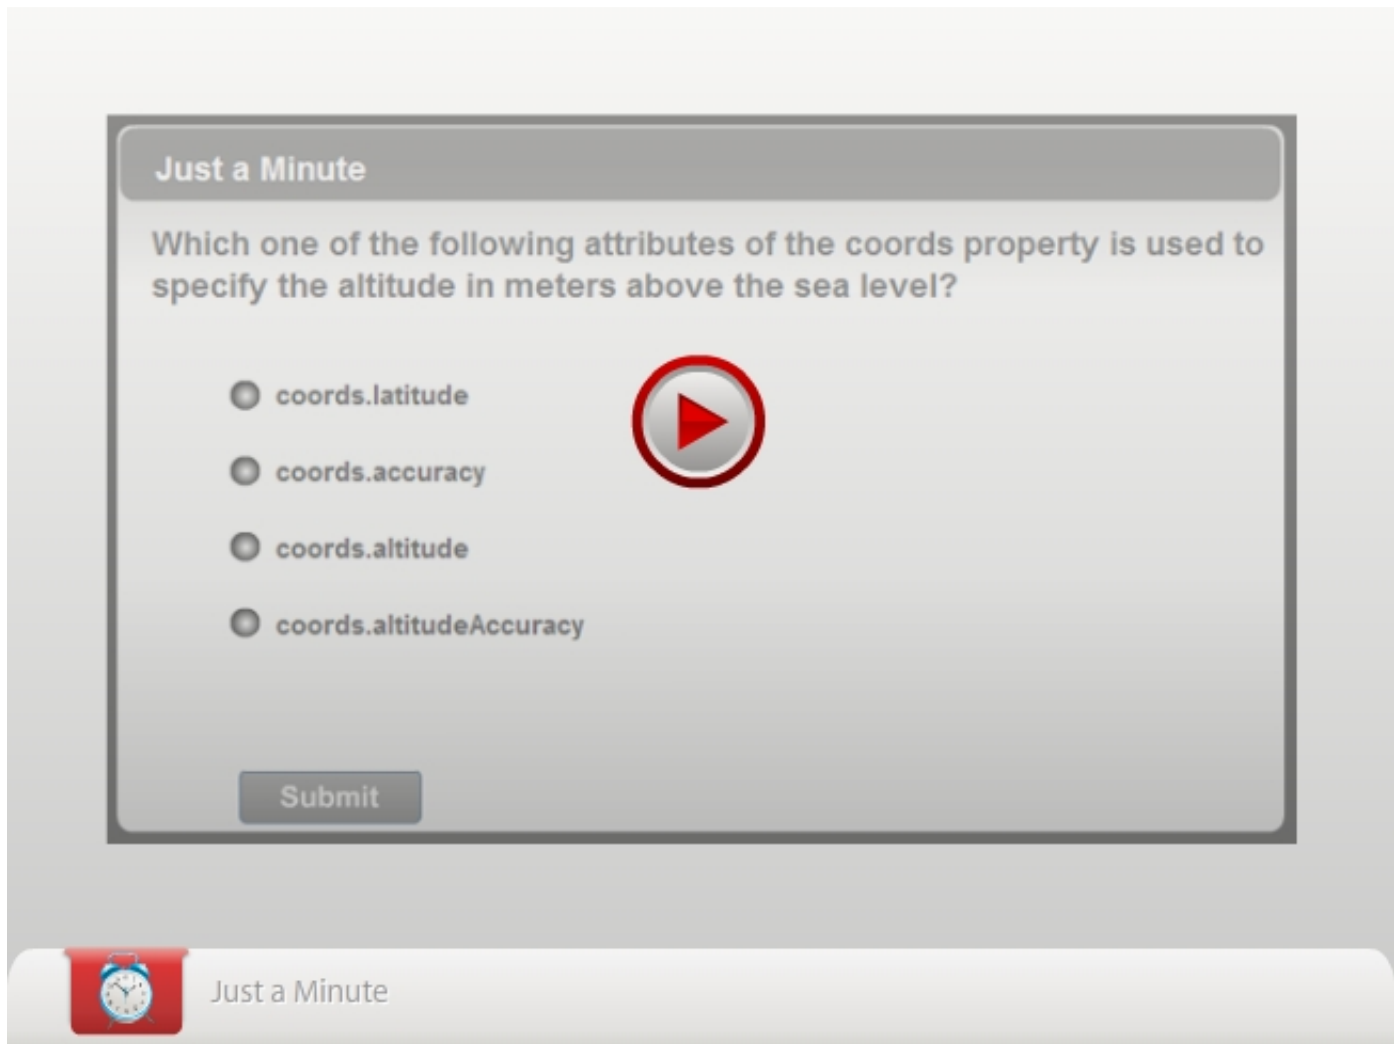 Just a Minute
Which one of the following attributes of the coords property is used to
specify the altitude in meters above the sea level?
coords.latitude
coords.accuracy
coords.altitude
coords.altitudeAccuracy
Submit
Just a Minute